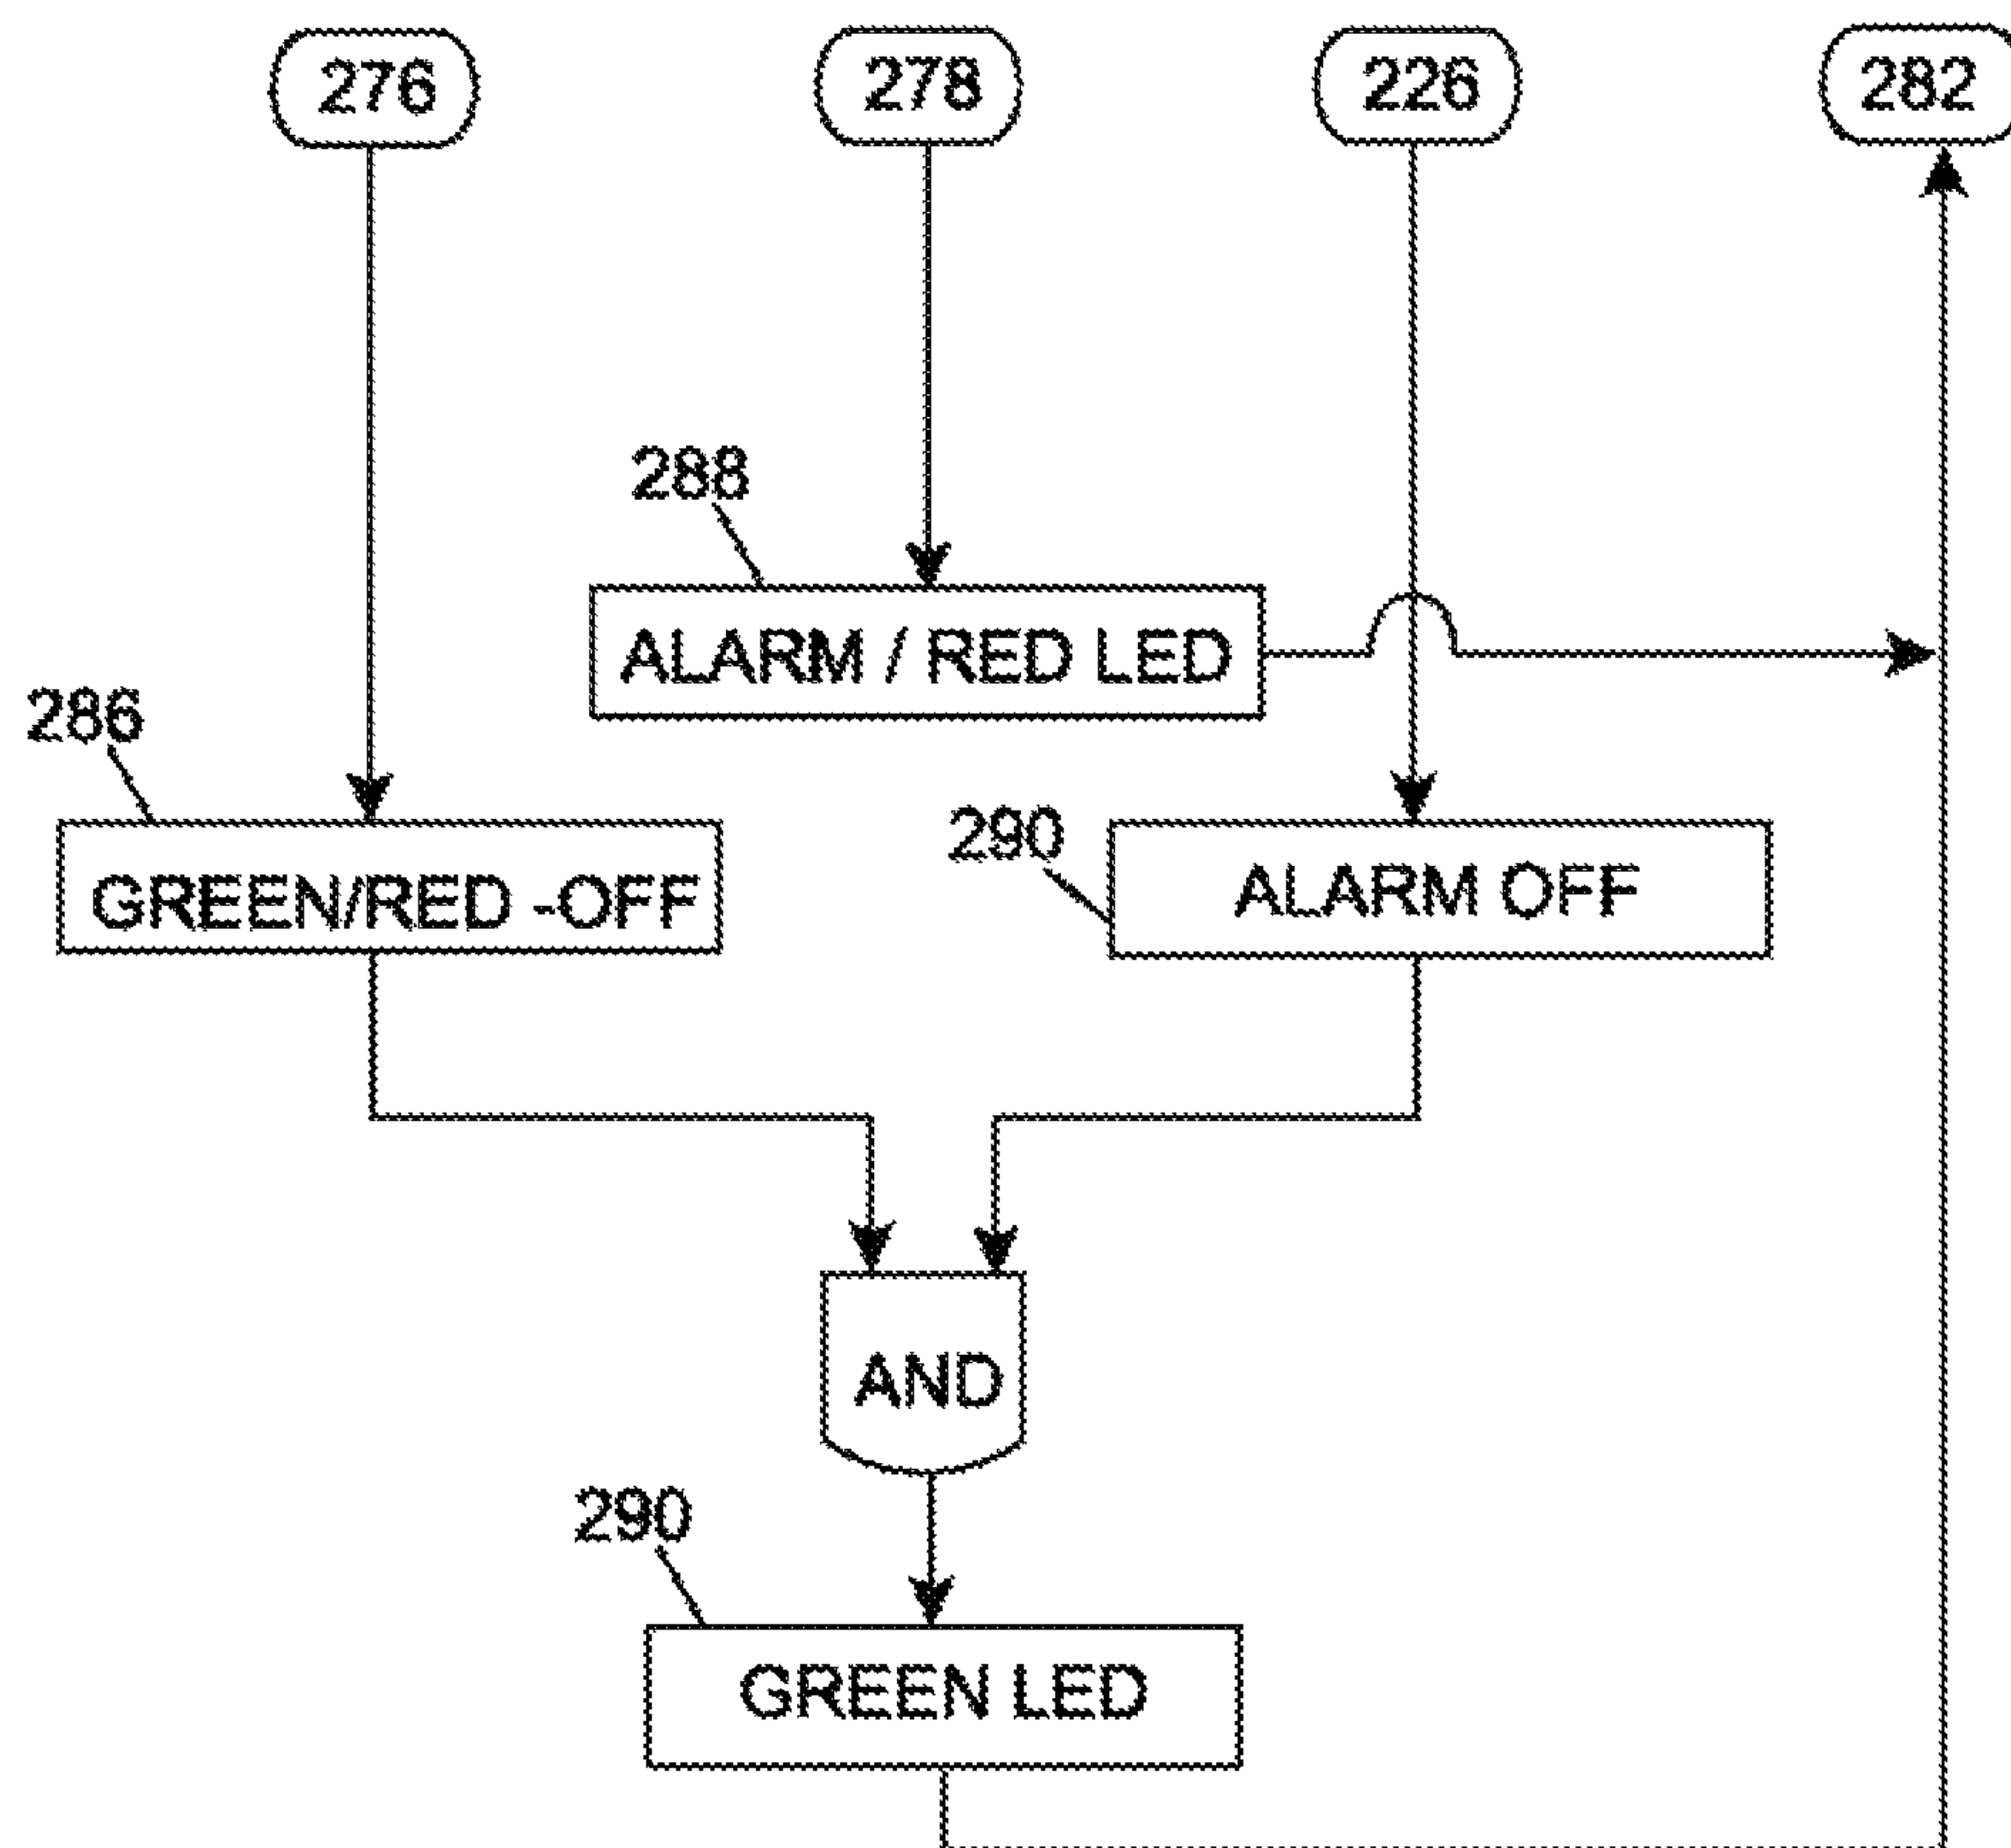 276
278
226
282
288
ALARM / RED LED
286
GREEN/RED -OFF
290
ALARM OFF
AND
290
GREEN LED